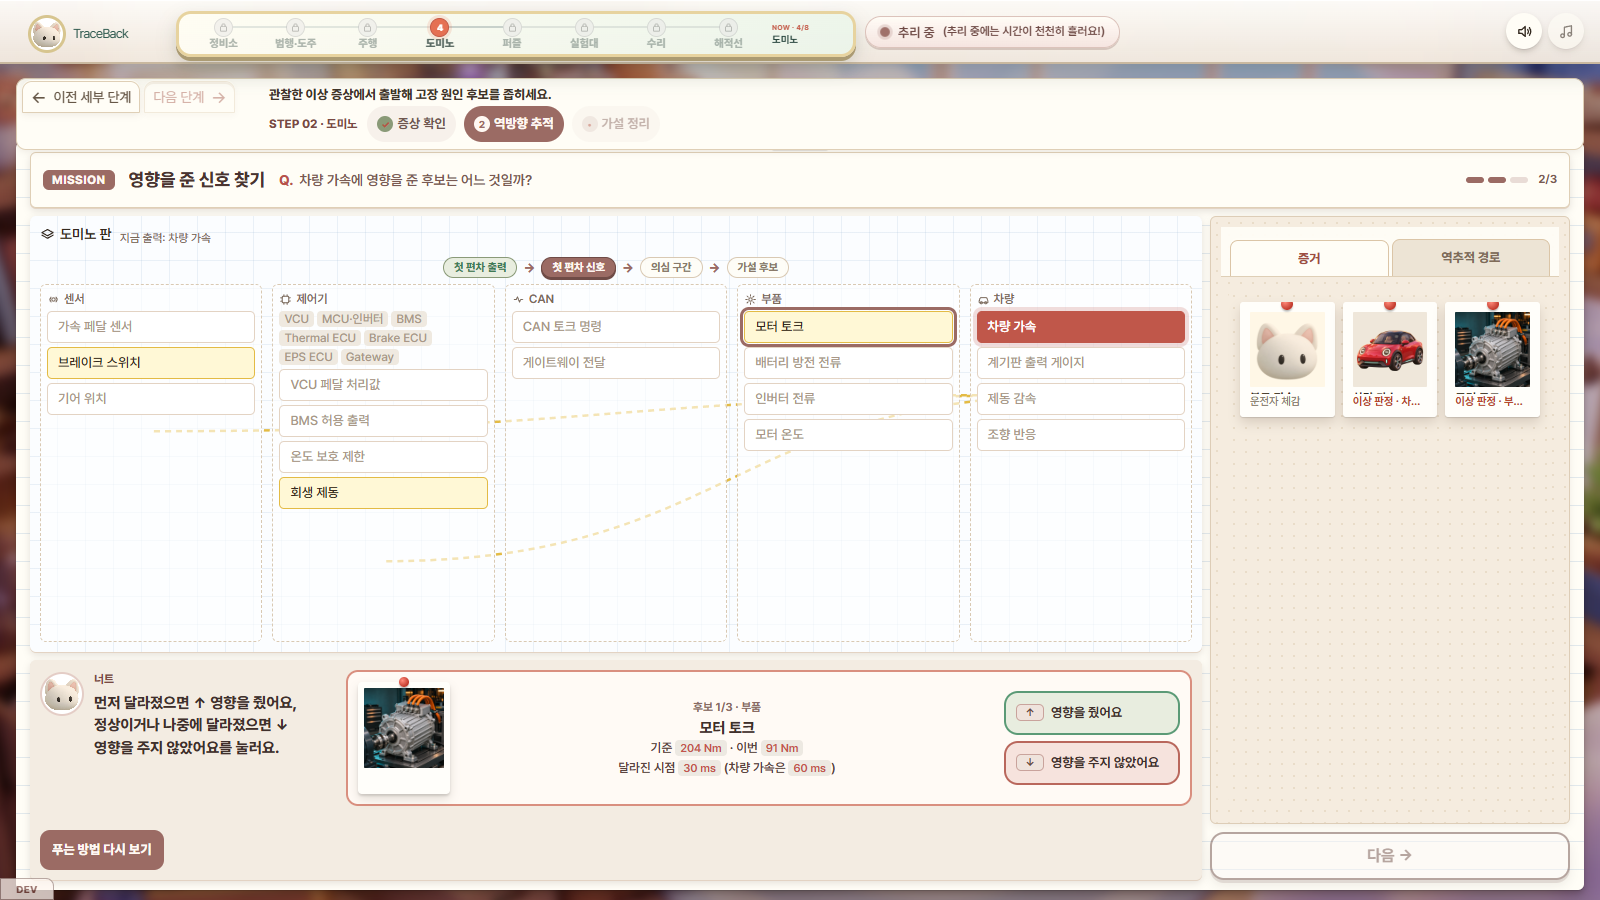 TraceBack
정비소
범행·도주
주행
4
도미노
퍼즐
실험대
수리
해적선
NOW · 4/8
도미노
추리 중 (추리 중에는 시간이 천천히 흘러요!)
← 이전 세부 단계
다음 단계 →
관찰한 이상 증상에서 출발해 고장 원인 후보를 좁히세요.
STEP 02 · 도미노
증상 확인
2 역방향 추적
가설 정리
MISSION 영향을 준 신호 찾기 Q. 차량 가속에 영향을 준 후보는 어느 것일까?
2/3
도미노 판 지금 출력: 차량 가속
첫 편차 출력 → 첫 편차 신호 → 의심 구간 → 가설 후보
센서
가속 페달 센서
브레이크 스위치
기어 위치
제어기
VCU MCU·인버터 BMS
Thermal ECU Brake ECU
EPS ECU Gateway
VCU 페달 처리값
BMS 허용 출력
온도 보호 제한
회생 제동
CAN
CAN 토크 명령
게이트웨이 전달
부품
모터 토크
배터리 방전 전류
인버터 전류
모터 온도
차량
차량 가속
계기판 출력 게이지
제동 감속
조향 반응
증거
역추적 경로
운전자 체감
이상 판정 · 차...
이상 판정 · 부...
너트
먼저 달라졌으면 ↑ 영향을 줬어요,
정상이거나 나중에 달라졌으면 ↓
영향을 주지 않았어요를 눌러요.
후보 1/3 · 부품
모터 토크
기준 204 Nm · 이번 91 Nm
달라진 시점 30 ms (차량 가속은 60 ms )
↑ 영향을 줬어요
↓ 영향을 주지 않았어요
푸는 방법 다시 보기
다음 →
DEV